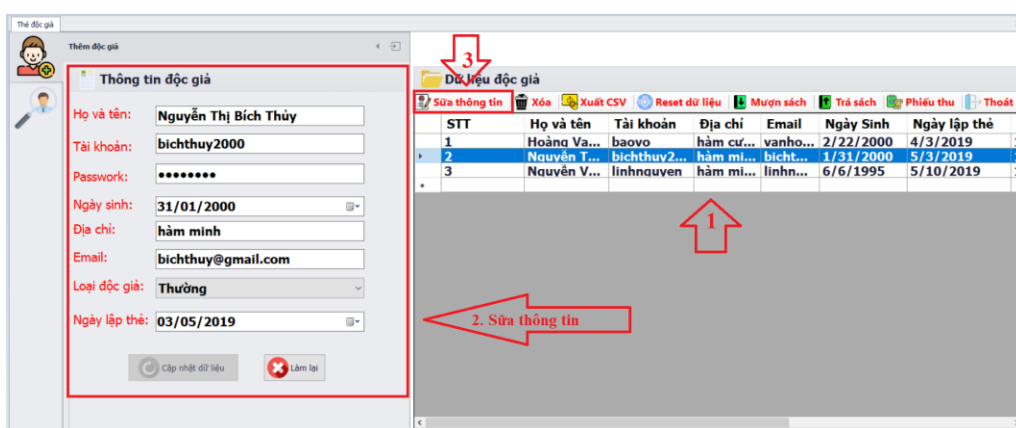 Thẻ độc giả
Thêm độc giả
Thông tin độc giả
Họ và tên: Nguyễn Thị Bích Thủy
Tài khoản: bichthuy2000
Passwork: ●●●●●●●●
Ngày sinh: 31/01/2000
Địa chỉ: hàm minh
Email: bichthuy@gmail.com
Loại độc giả: Thường
Ngày lập thẻ: 03/05/2019
Cập nhật dữ liệu Làm lại
3
Dữ liệu độc giả
Sửa thông tin Xóa Xuất CSV Reset dữ liệu Mượn sách Trả sách Phiếu thu Thoát
STT Họ và tên Tài khoản Địa chỉ Email Ngày Sinh Ngày lập thẻ
1 Hoàng Va... baovo hàm cư... vanho... 2/22/2000 4/3/2019
2 Nguyễn T... bichthuy2... hàm mi... bicht... 1/31/2000 5/3/2019
3 Nguyễn V... linhnguyen hàm mi... linhn... 6/6/1995 5/10/2019
1
2. Sữa thông tin